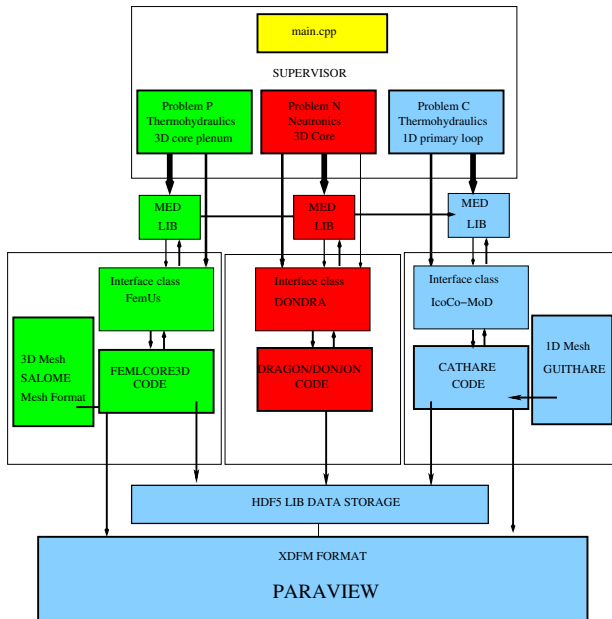 main.cpp
SUPERVISOR
Problem P
Thermohydraulics
3D core plenum
Problem N
Neutronics
3D Core
Problem C
Thermohydraulics
1D primary loop
MED
LIB
MED
LIB
MED
LIB
Interface class
FemUs
Interface class
DONDRA
Interface class
IcoCo−MoD
3D Mesh
SALOME
Mesh Format
FEMLCORE3D
CODE
DRAGON/DONJON
CODE
CATHARE
CODE
1D Mesh
GUITHARE
HDF5 LIB DATA STORAGE
XDFM FORMAT
PARAVIEW